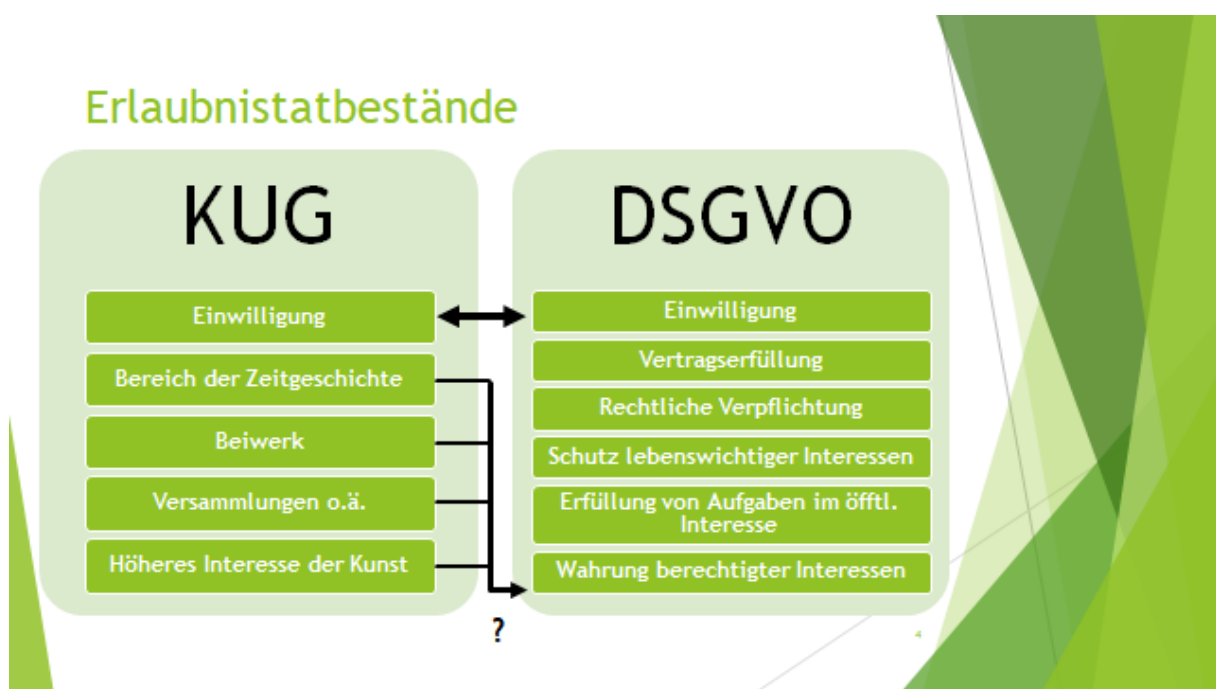 Erlaubnistatbestände
KUG
Einwilligung
Bereich der Zeitgeschichte
Beiwerk
Versammlungen o.ä.
Höheres Interesse der Kunst
DSGVO
Einwilligung
Vertragserfüllung
Rechtliche Verpflichtung
Schutz lebenswichtiger Interessen
Erfüllung von Aufgaben im öfftl.
Interesse
Wahrung berechtigter Interessen
?
4